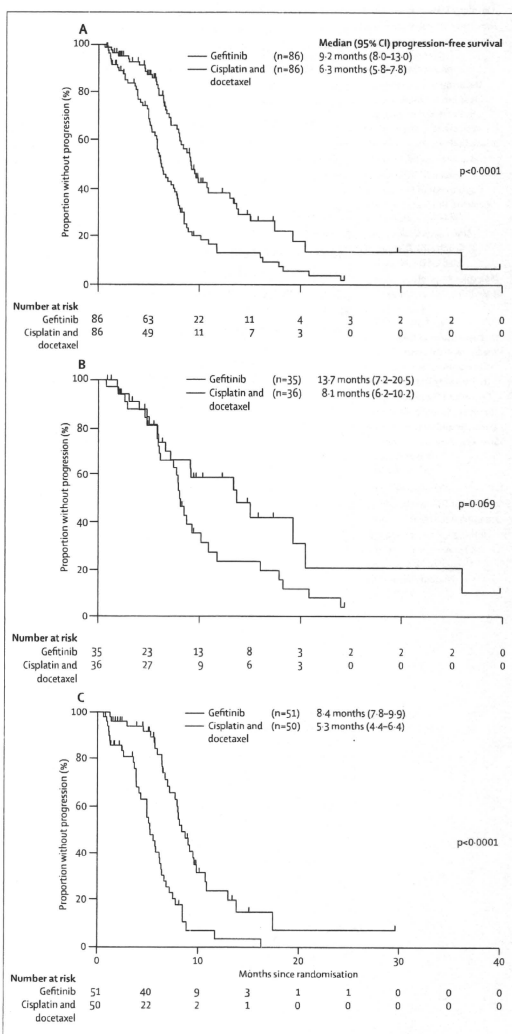 A
Median (95% CI) progression-free survival
Gefitinib (n=86) 9·2 months (8·0–13·0)
Cisplatin and (n=86) 6·3 months (5·8–7·8)
docetaxel
p<0·0001
Proportion without progression (%)
100
80
60
40
20
0
Number at risk
Gefitinib 86 63 22 11 4 3 2 2 0
Cisplatin and 86 49 11 7 3 0 0 0 0
docetaxel
B
Gefitinib (n=35) 13·7 months (7·2–20·5)
Cisplatin and (n=36) 8·1 months (6·2–10·2)
docetaxel
p=0·069
Proportion without progression (%)
100
80
60
40
20
0
Number at risk
Gefitinib 35 23 13 8 3 2 2 2 0
Cisplatin and 36 27 9 6 3 0 0 0 0
docetaxel
C
Gefitinib (n=51) 8·4 months (7·8–9·9)
Cisplatin and (n=50) 5·3 months (4·4–6·4)
docetaxel
p<0·0001
Proportion without progression (%)
100
80
60
40
20
0
0 10 20 30 40
Months since randomisation
Number at risk
Gefitinib 51 40 9 3 1 1 0 0 0
Cisplatin and 50 22 2 1 0 0 0 0 0
docetaxel